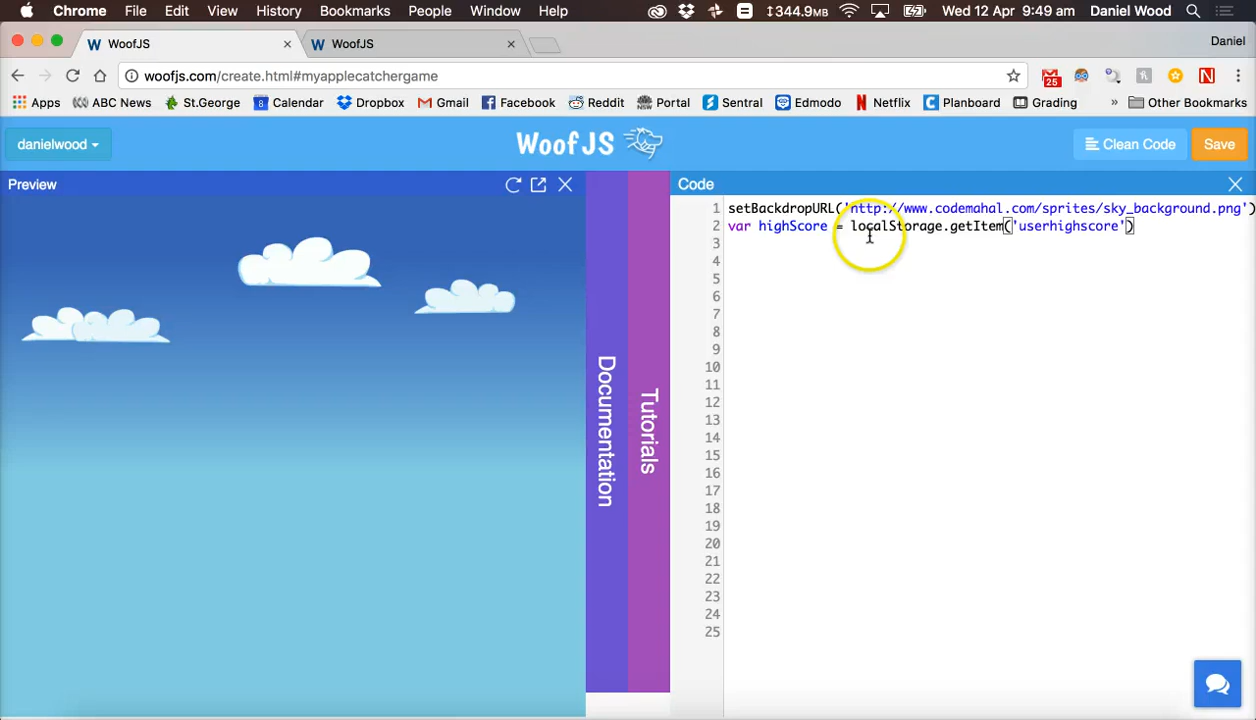 Chrome File Edit View History Bookmarks People Window Help 344.9MB Wed 12 Apr 9:49 am Daniel Wood
W WoofJS × W WoofJS × Daniel
woofjs.com/create.html#myapplecatchergame 25 N
Apps ABC News St.George 8 Calendar Dropbox Gmail Facebook Reddit Portal Sentral Edmodo Netflix Planboard Grading » Other Bookmarks
danielwood WoofJS Clean Code Save
Preview
Documentation
Tutorials
Code
1 setBackdropURL('http://www.codemahal.com/sprites/sky_background.png')
2 var highScore = localStorage.getItem('userhighscore')
3
4
5
6
7
8
9
10
11
12
13
14
15
16
17
18
19
20
21
22
23
24
25